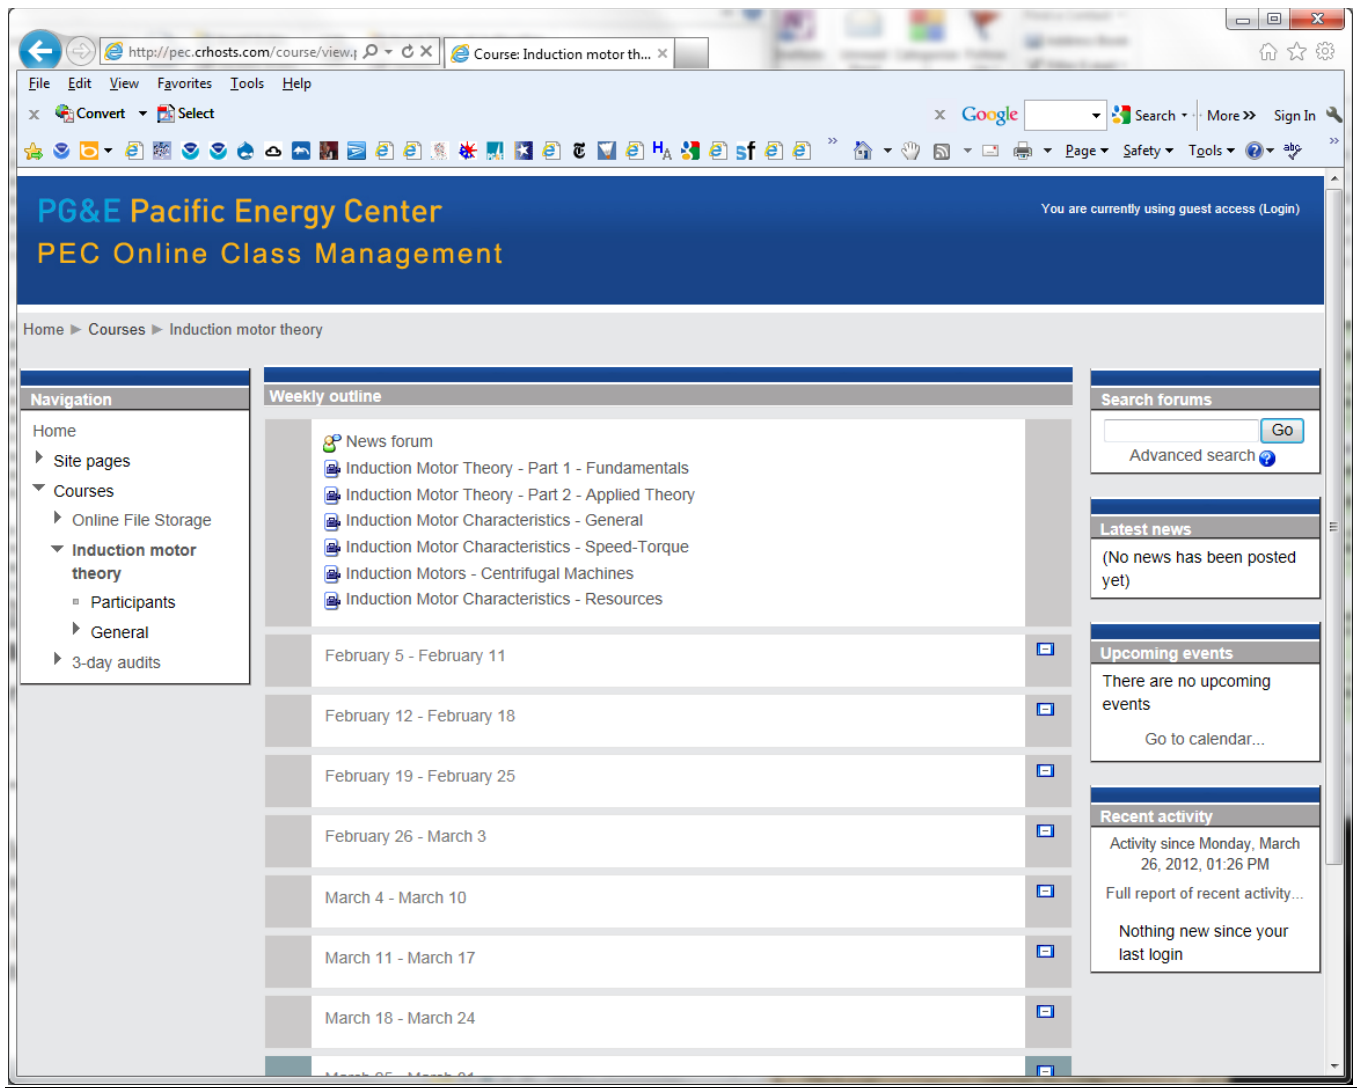 http://pec.crhosts.com/course/view.p
Course: Induction motor th...
File Edit View Favorites Tools Help
x Convert Select
x Google Search More >> Sign In
Page Safety Tools
PG&E Pacific Energy Center
You are currently using guest access (Login)
PEC Online Class Management
Home ► Courses ► Induction motor theory
Navigation
Home
Site pages
Courses
Online File Storage
Induction motor
theory
Participants
General
3-day audits
Weekly outline
News forum
Induction Motor Theory - Part 1 - Fundamentals
Induction Motor Theory - Part 2 - Applied Theory
Induction Motor Characteristics - General
Induction Motor Characteristics - Speed-Torque
Induction Motors - Centrifugal Machines
Induction Motor Characteristics - Resources
February 5 - February 11
February 12 - February 18
February 19 - February 25
February 26 - March 3
March 4 - March 10
March 11 - March 17
March 18 - March 24
Search forums
Go
Advanced search
Latest news
(No news has been posted
yet)
Upcoming events
There are no upcoming
events
Go to calendar...
Recent activity
Activity since Monday, March
26, 2012, 01:26 PM
Full report of recent activity...
Nothing new since your
last login